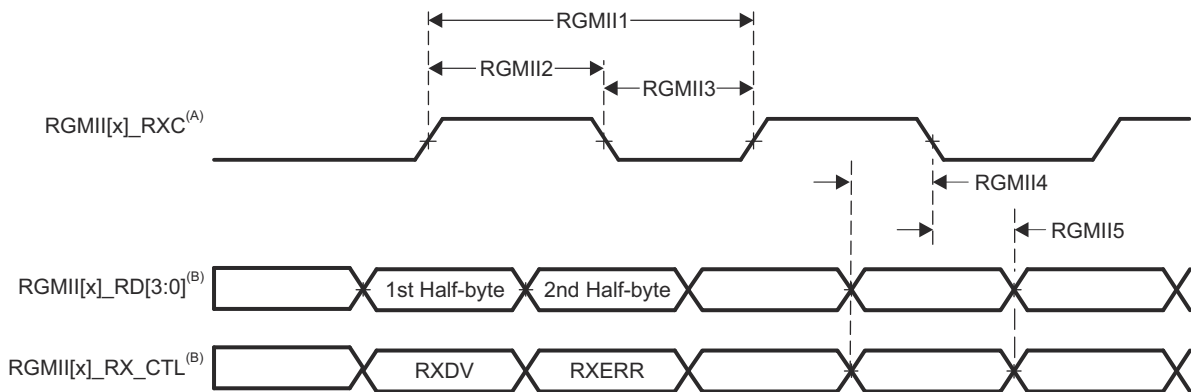 RGMII1
RGMII2
RGMII3
RGMII[x]_RXC(A)
RGMII4
RGMII5
RGMII[x]_RD[3:0](B)
1st Half-byte
2nd Half-byte
RGMII[x]_RX_CTL(B)
RXDV
RXERR